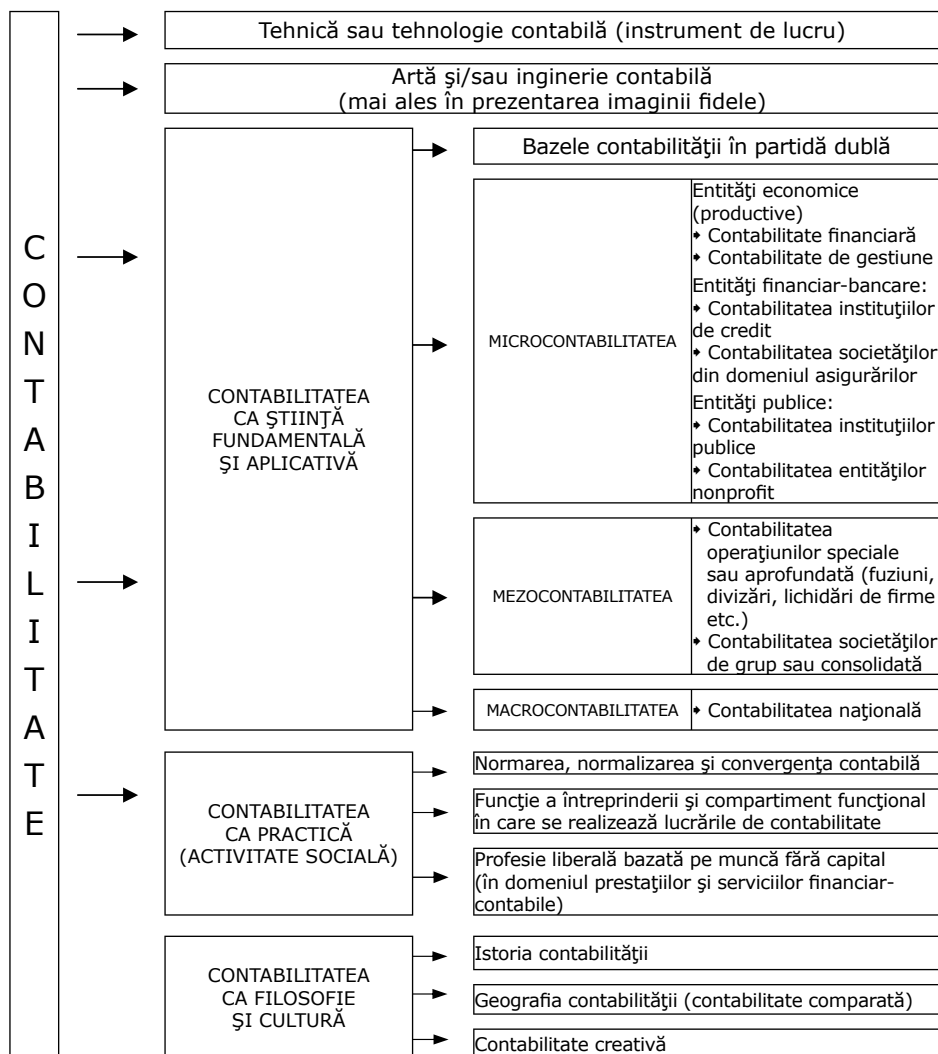 CONTABILITATE
Tehnică sau tehnologie contabilă (instrument de lucru)
Artă şi/sau inginerie contabilă
(mai ales în prezentarea imaginii fidele)
CONTABILITATEA
CA ŞTIINŢĂ
FUNDAMENTALĂ
ŞI APLICATIVĂ
Bazele contabilităţii în partidă dublă
MICROCONTABILITATEA
Entităţi economice
(productive)
➧ Contabilitate financiară
➧ Contabilitate de gestiune
Entităţi financiar-bancare:
➧ Contabilitatea instituţiilor
de credit
➧ Contabilitatea societăţilor
din domeniul asigurărilor
Entităţi publice:
➧ Contabilitatea instituţiilor
publice
➧ Contabilitatea entităţilor
nonprofit
MEZOCONTABILITATEA
➧ Contabilitatea
operaţiunilor speciale
sau aprofundată (fuziuni,
divizări, lichidări de firme
etc.)
➧ Contabilitatea societăţilor
de grup sau consolidată
MACROCONTABILITATEA
➧ Contabilitatea naţională
CONTABILITATEA
CA PRACTICĂ
(ACTIVITATE SOCIALĂ)
Normarea, normalizarea şi convergenţa contabilă
Funcţie a întreprinderii şi compartiment funcţional
în care se realizează lucrările de contabilitate
Profesie liberală bazată pe muncă fără capital
(în domeniul prestaţiilor şi serviciilor financiar-
contabile)
CONTABILITATEA
CA FILOSOFIE
ŞI CULTURĂ
Istoria contabilităţii
Geografia contabilităţii (contabilitate comparată)
Contabilitate creativă